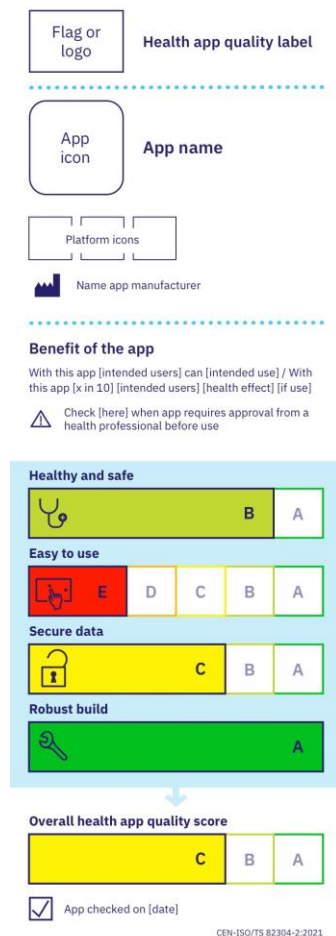 Flag or
logo
Health app quality label
App
icon
App name
Platform icons
Name app manufacturer
Benefit of the app
With this app [intended users] can [intended use] / With
this app [x in 10] [intended users] [health effect] [if use]
Check [here] when app requires approval from a
health professional before use
Healthy and safe
B A
Easy to use
E D C B A
Secure data
C B A
Robust build
A
Overall health app quality score
C B A
App checked on [date]
CEN-ISO/TS 82304-2:2021